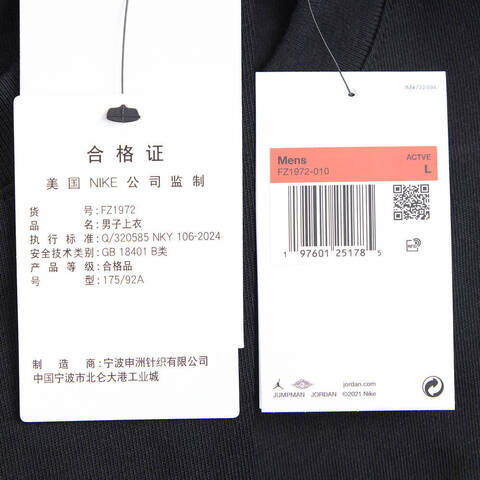 合格证
美国 NIKE 公司监制
货 号: FZ1972
品 名: 男子上衣
执行标准: Q/320585 NKY 106-2024
安全技术类别: GB 18401 B类
产品等级: 合格品
号 型: 175/92A
制造商: 宁波申洲针织有限公司
中国宁波市北仑大港工业城
Mens
FZ1972-010
ACTVE
L
1 97601 25178 5
JUMPMAN
JORDAN
jordan.com
©2021 Nike